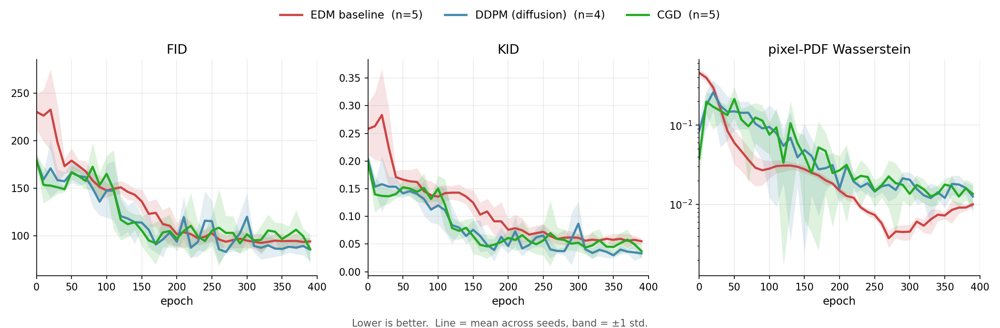 EDM baseline (n=5) DDPM (diffusion) (n=4) CGD (n=5)
FID
250
200
150
100
0 50 100 150 200 250 300 350 400
epoch
KID
0.35
0.30
0.25
0.20
0.15
0.10
0.05
0.00
0 50 100 150 200 250 300 350 400
epoch
pixel-PDF Wasserstein
10⁻¹
10⁻²
0 50 100 150 200 250 300 350 400
epoch
Lower is better. Line = mean across seeds, band = ±1 std.